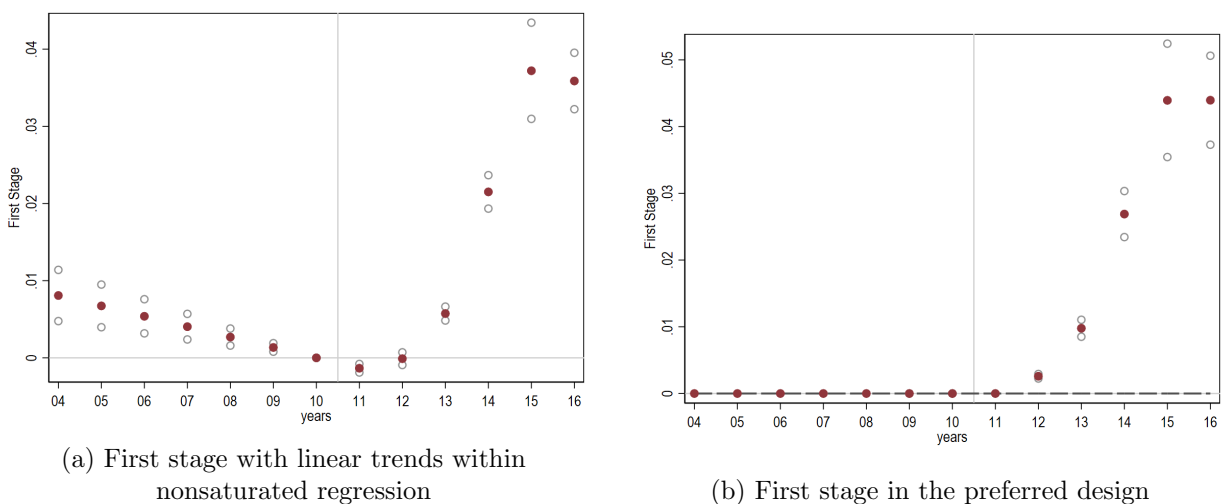 First Stage
.04
.03
.02
.01
0
04 05 06 07 08 09 10 11 12 13 14 15 16
years
(a) First stage with linear trends within
nonsaturated regression
First Stage
.05
.04
.03
.02
.01
0
04 05 06 07 08 09 10 11 12 13 14 15 16
years
(b) First stage in the preferred design